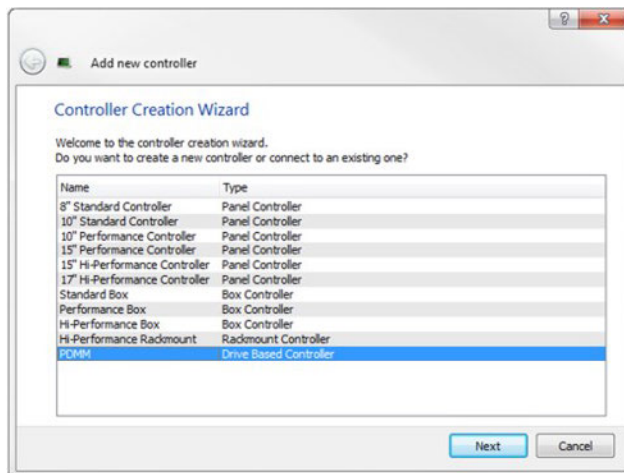 Add new controller
Controller Creation Wizard
Welcome to the controller creation wizard.
Do you want to create a new controller or connect to an existing one?
Name Type
8" Standard Controller Panel Controller
10" Standard Controller Panel Controller
10" Performance Controller Panel Controller
15" Performance Controller Panel Controller
15" Hi-Performance Controller Panel Controller
17" Hi-Performance Controller Panel Controller
Standard Box Box Controller
Performance Box Box Controller
Hi-Performance Box Box Controller
Hi-Performance Rackmount Rackmount Controller
PDMM Drive Based Controller
Next Cancel